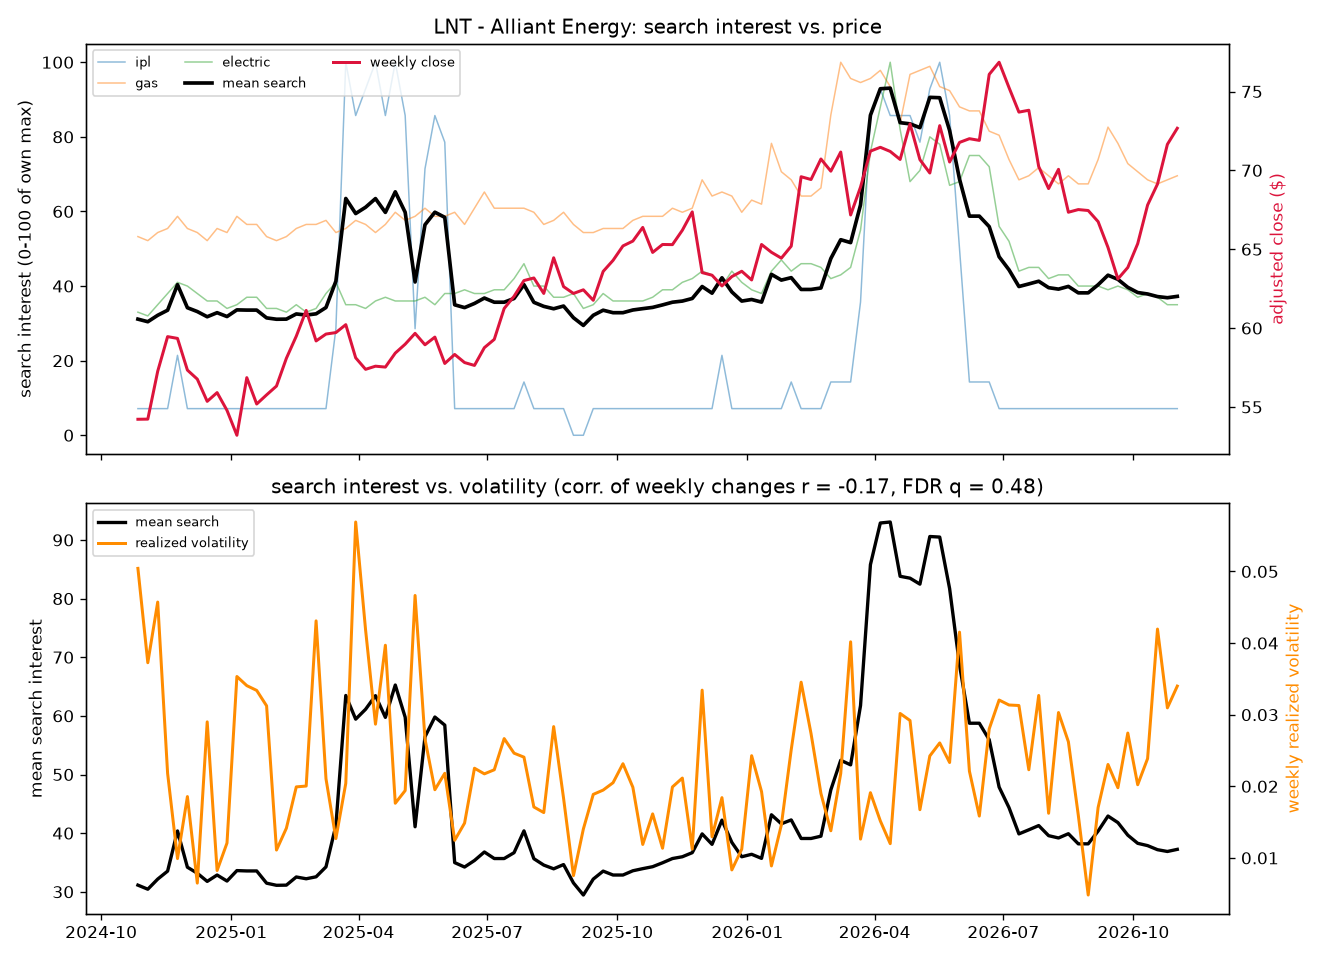 LNT - Alliant Energy: search interest vs. price
ipl
gas
electric
mean search
weekly close
100
80
60
40
20
0
search interest (0-100 of own max)
75
70
65
60
55
adjusted close ($)
search interest vs. volatility (corr. of weekly changes r = -0.17, FDR q = 0.48)
mean search
realized volatility
90
80
70
60
50
40
30
mean search interest
0.05
0.04
0.03
0.02
0.01
weekly realized volatility
2024-10
2025-01
2025-04
2025-07
2025-10
2026-01
2026-04
2026-07
2026-10